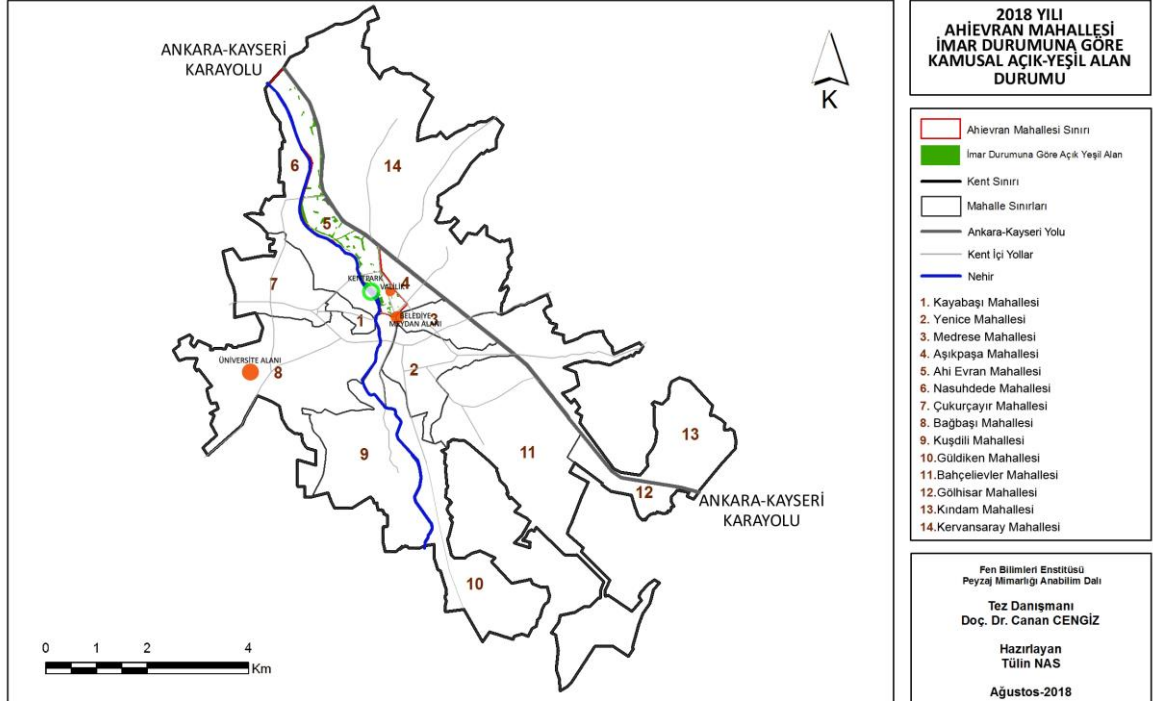 ANKARA-KAYSERİ
KARAYOLU
K
6
14
5
7
KENTPARK
VALİLİK
4
1
BELEDİYE
MEYDAN ALANI
3
ÜNİVERSİTE ALANI
8
2
9
11
13
12
ANKARA-KAYSERİ
KARAYOLU
10
0 1 2 4
Km
2018 YILI
AHİEVRAN MAHALLESİ
İMAR DURUMUNA GÖRE
KAMUSAL AÇIK-YEŞİL ALAN
DURUMU
Ahievran Mahallesi Sınırı
İmar Durumuna Göre Açık Yeşil Alan
Kent Sınırı
Mahalle Sınırları
Ankara-Kayseri Yolu
Kent İçi Yollar
Nehir
1. Kayabaşı Mahallesi
2. Yenice Mahallesi
3. Medrese Mahallesi
4. Aşıkpaşa Mahallesi
5. Ahi Evran Mahallesi
6. Nasuhdede Mahallesi
7. Çukurçayır Mahallesi
8. Bağbaşı Mahallesi
9. Kuşdili Mahallesi
10.Güldiken Mahallesi
11.Bahçelievler Mahallesi
12.Gölhisar Mahallesi
13.Kındam Mahallesi
14.Kervansaray Mahallesi
Fen Bilimleri Enstitüsü
Peyzaj Mimarlığı Anabilim Dalı
Tez Danışmanı
Doç. Dr. Canan CENGİZ
Hazırlayan
Tülin NAS
Ağustos-2018